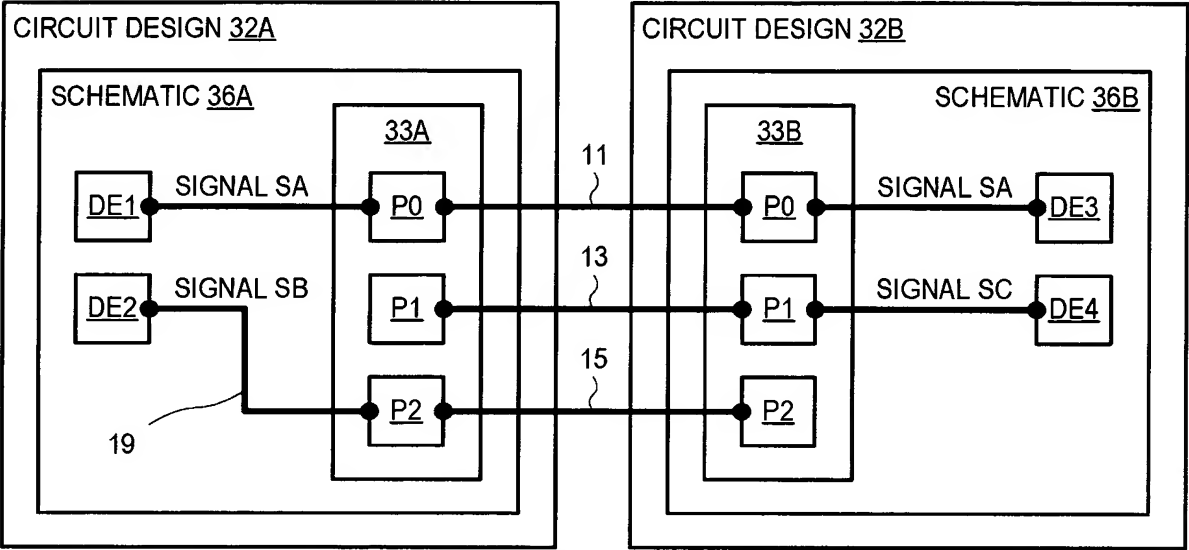 CIRCUIT DESIGN 32A
SCHEMATIC 36A
33A
DE1
SIGNAL SA
P0
DE2
SIGNAL SB
P1
P2
19
11
13
15
CIRCUIT DESIGN 32B
SCHEMATIC 36B
33B
P0
SIGNAL SA
DE3
P1
SIGNAL SC
DE4
P2